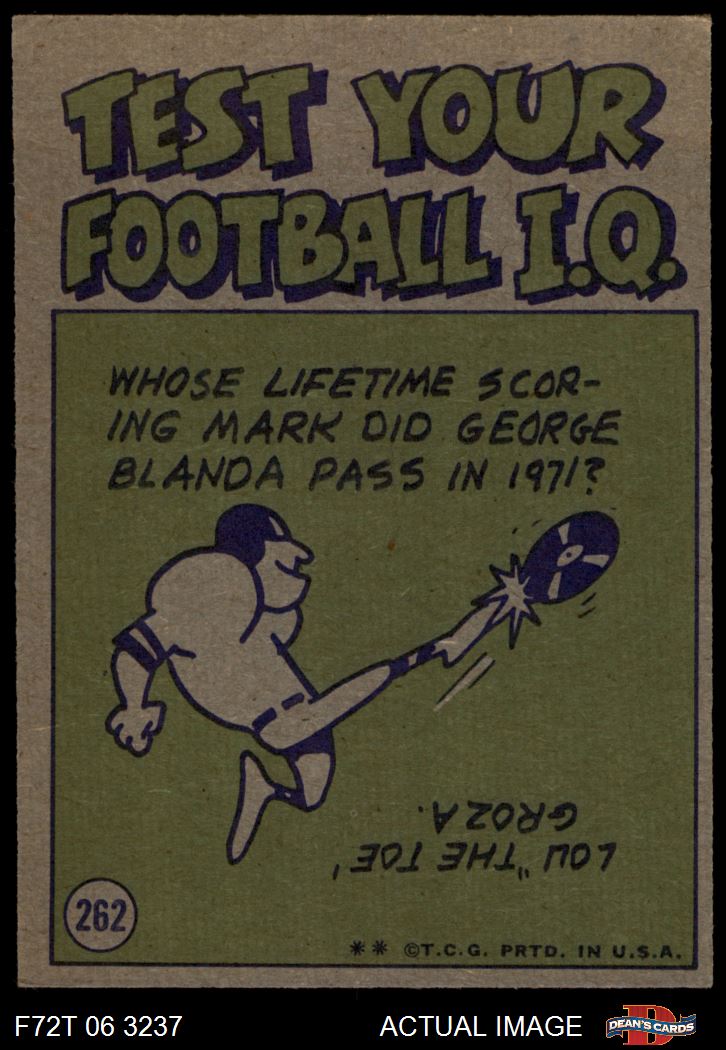 TEST YOUR
FOOTBALL I.Q.
WHOSE LIFETIME SCOR-
ING MARK DID GEORGE
BLANDA PASS IN 1971?
LOU "THE TOE'
GROZA.
262
** ©T.C.G. PRTD. IN U.S.A.
F72T 06 3237
ACTUAL IMAGE
D
DEAN'S CARDS